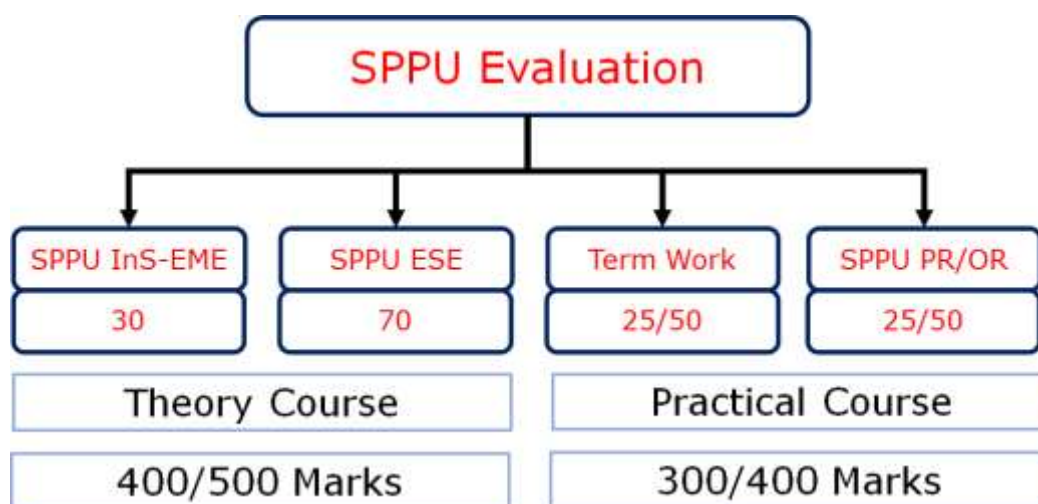 SPPU Evaluation
SPPU InS-EME
SPPU ESE
Term Work
SPPU PR/OR
30
70
25/50
25/50
Theory Course
Practical Course
400/500 Marks
300/400 Marks